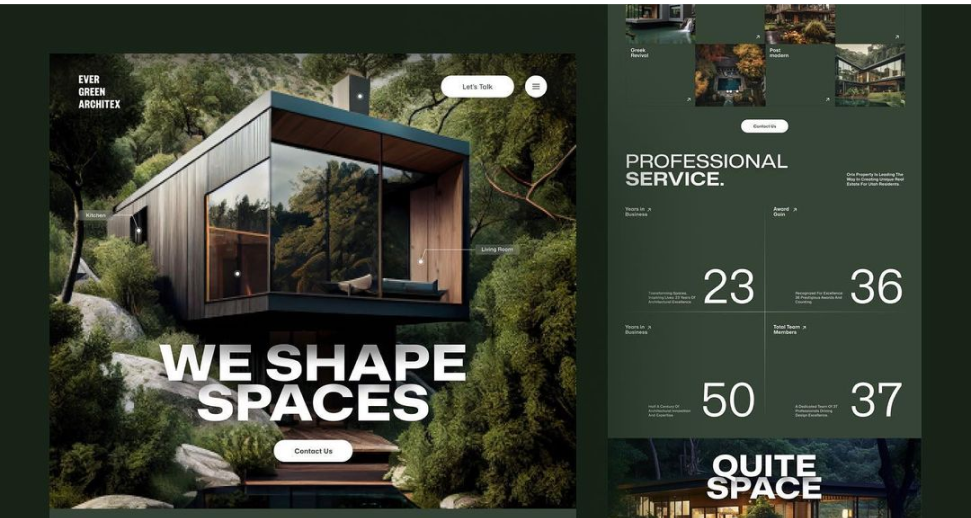 EVER
GREEN
ARCHITEX
Let's Talk
Kitchen
Living Room
WE SHAPE
SPACES
Contact Us
Greek
Revival
Post
modern
Contact Us
PROFESSIONAL
SERVICE.
Oris Property Is Leading The
Way In Creating Unique Real
Estate For Utah Residents.
Years in
Business
Transforming Spaces,
Inspiring Lives. 23 Years Of
Architectural Excellence.
23
Award
Gain
Recognized For Excellence
36 Prestigious Awards And
Counting
36
Years in
Business
Half A Century Of
Architectural Innovation
And Expertise.
50
Total Team
Members
A Dedicated Team Of 37
Professionals Driving
Design Excellence.
37
QUITE
SPACE